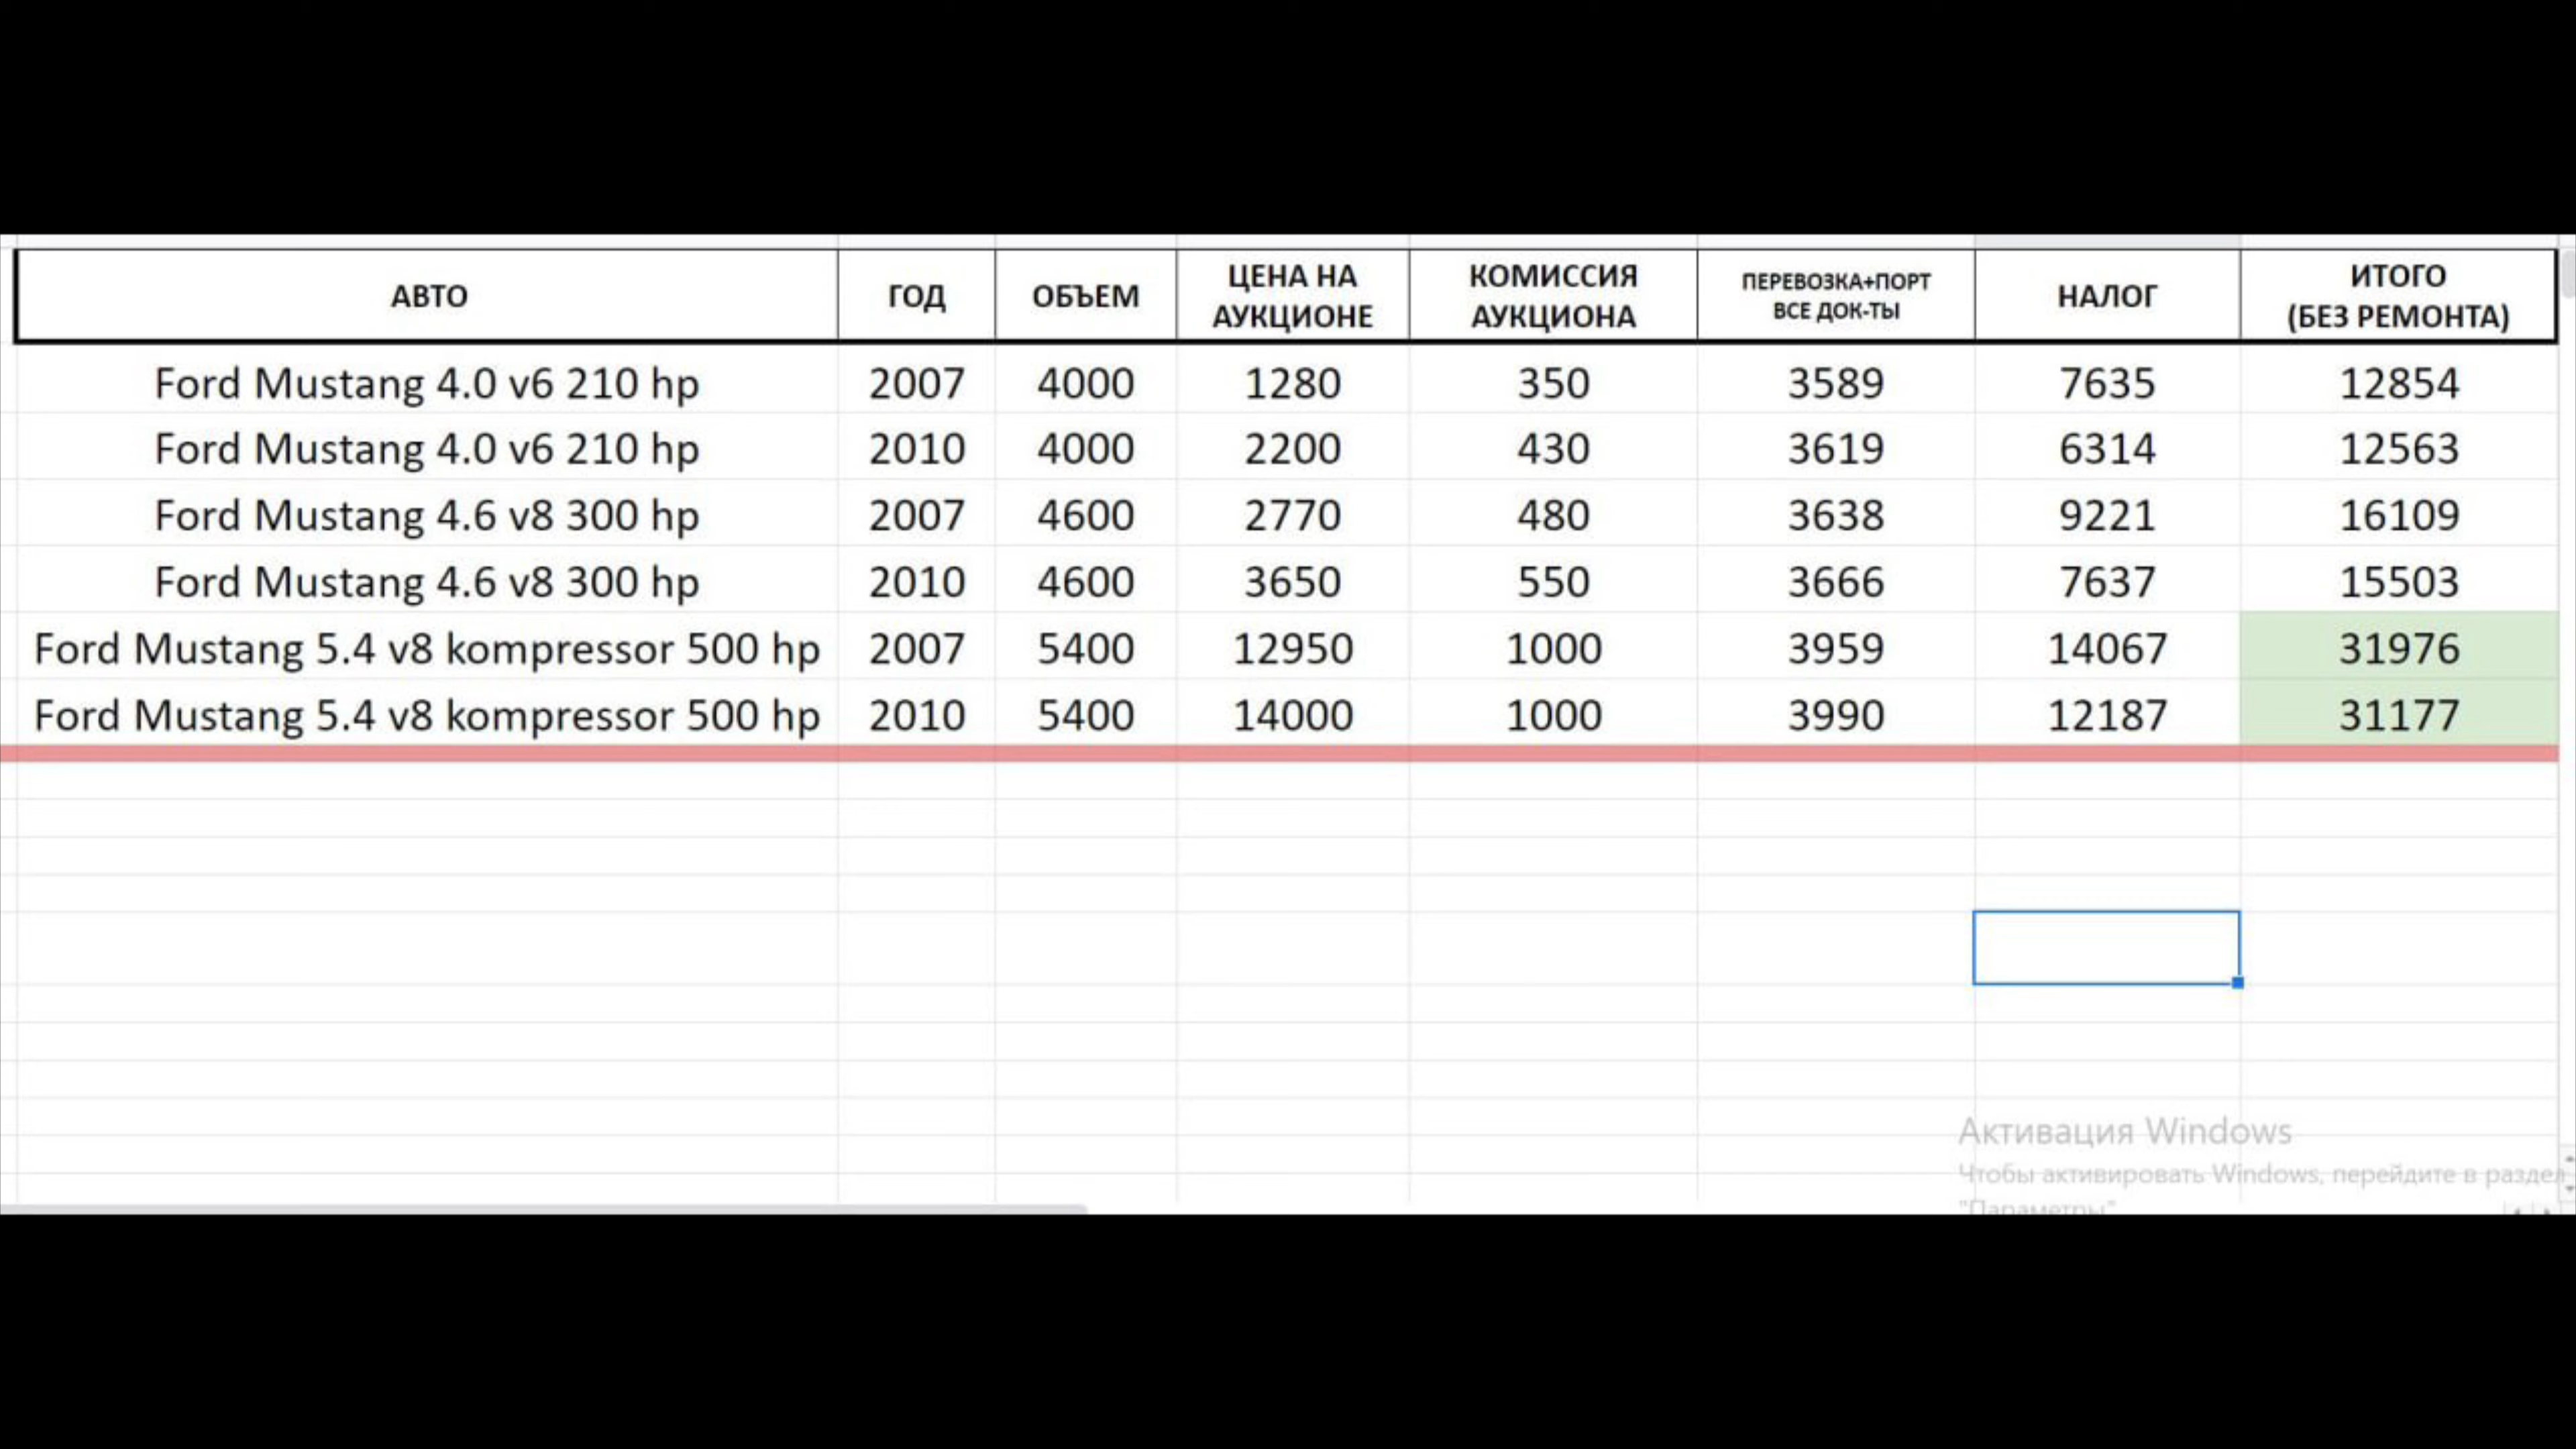 АВТО ГОД ОБЪЕМ ЦЕНА НА АУКЦИОНЕ КОМИССИЯ АУКЦИОНА ПЕРЕВОЗКА+ПОРТ ВСЕ ДОК-ТЫ НАЛОГ ИТОГО (БЕЗ РЕМОНТА)
Ford Mustang 4.0 v6 210 hp 2007 4000 1280 350 3589 7635 12854
Ford Mustang 4.0 v6 210 hp 2010 4000 2200 430 3619 6314 12563
Ford Mustang 4.6 v8 300 hp 2007 4600 2770 480 3638 9221 16109
Ford Mustang 4.6 v8 300 hp 2010 4600 3650 550 3666 7637 15503
Ford Mustang 5.4 v8 kompressor 500 hp 2007 5400 12950 1000 3959 14067 31976
Ford Mustang 5.4 v8 kompressor 500 hp 2010 5400 14000 1000 3990 12187 31177
Активация Windows
Чтобы активировать Windows, перейдите в раздел
"Параметры"